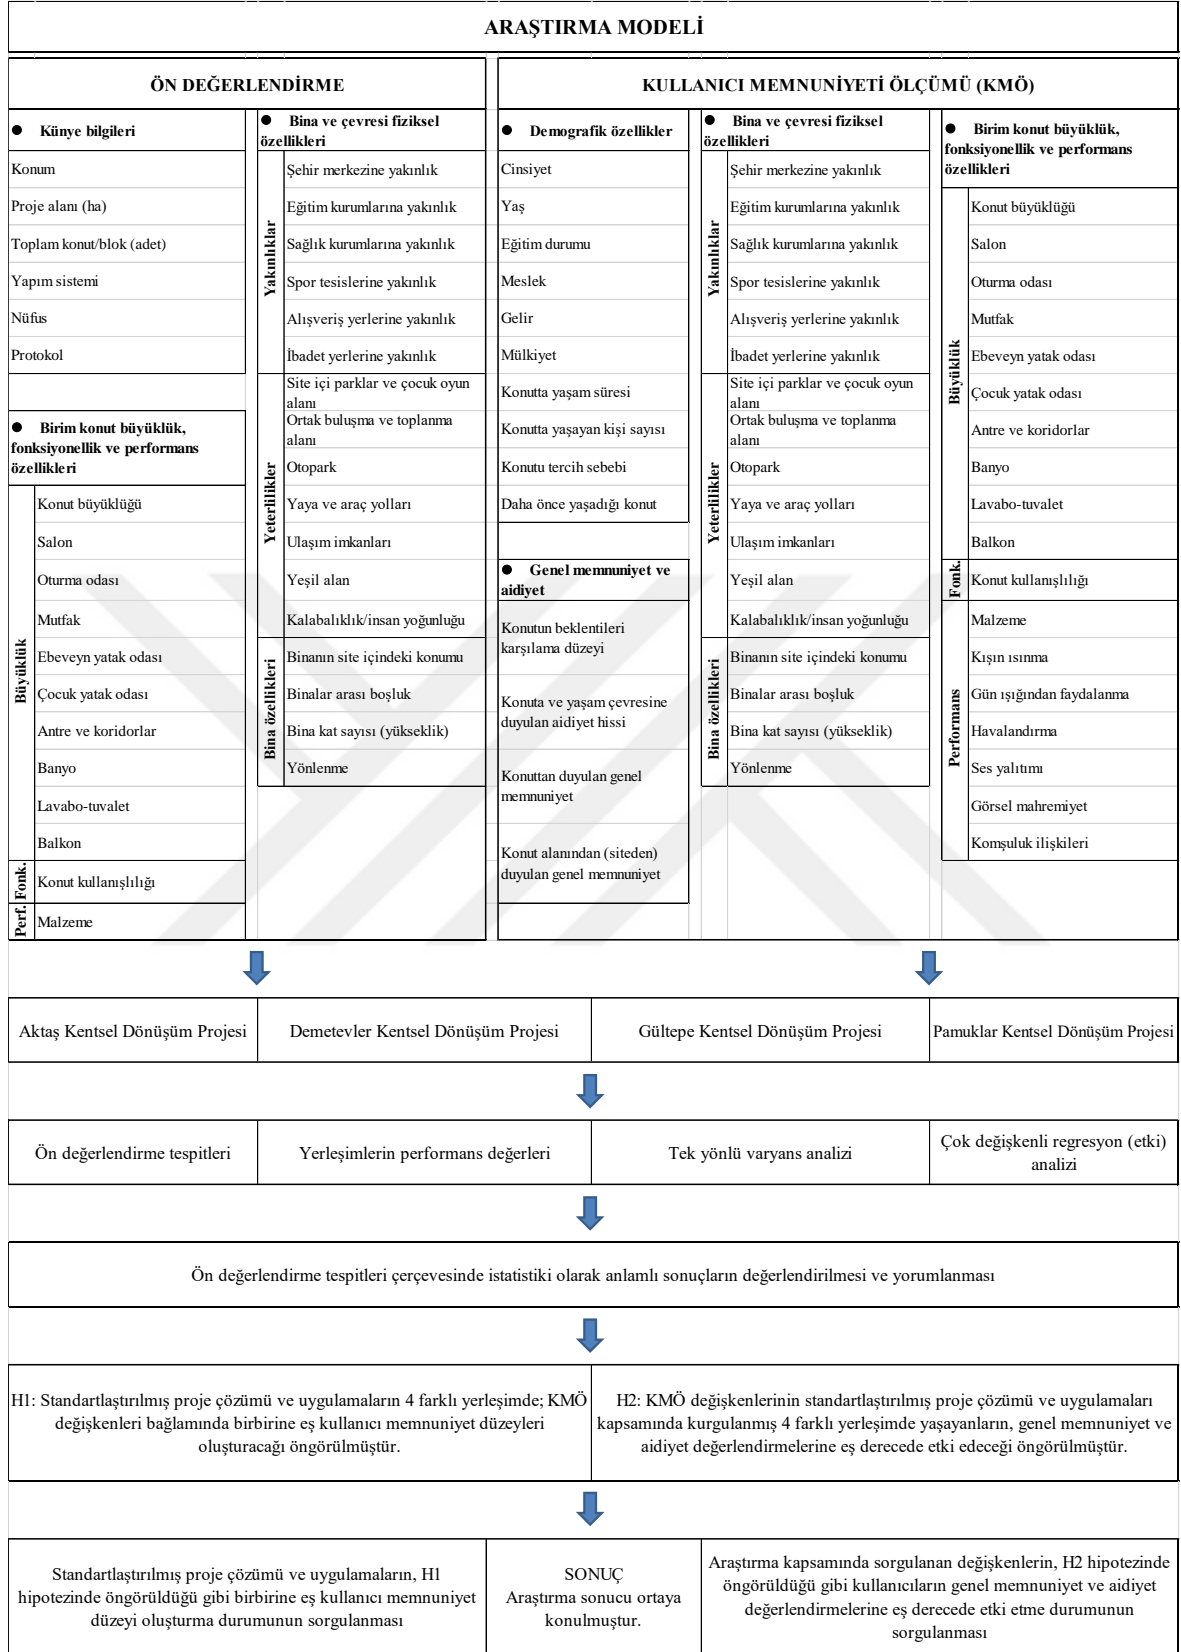 ARAŞTIRMA MODELİ
ÖN DEĞERLENDİRME
● Künye bilgileri
Konum
Proje alanı (ha)
Toplam konut/blok (adet)
Yapım sistemi
Nüfus
Protokol
● Birim konut büyüklük,
fonksiyonellik ve performans
özellikleri
Büyüklük
Konut büyüklüğü
Salon
Oturma odası
Mutfak
Ebeveyn yatak odası
Çocuk yatak odası
Antre ve koridorlar
Banyo
Lavabo-tuvalet
Balkon
Fonk.
Konut kullanışlılığı
Perf.
Malzeme
● Bina ve çevresi fiziksel
özellikleri
Yakınlıklar
Şehir merkezine yakınlık
Eğitim kurumlarına yakınlık
Sağlık kurumlarına yakınlık
Spor tesislerine yakınlık
Alışveriş yerlerine yakınlık
İbadet yerlerine yakınlık
Yeterlilikler
Site içi parklar ve çocuk oyun
alanı
Ortak buluşma ve toplanma
alanı
Otopark
Yaya ve araç yolları
Ulaşım imkanları
Yeşil alan
Kalabalıklık/insan yoğunluğu
Bina özellikleri
Binanın site içindeki konumu
Binalar arası boşluk
Bina kat sayısı (yükseklik)
Yönlenme
KULLANICI MEMNUNİYETİ ÖLÇÜMÜ (KMÖ)
● Demografik özellikler
Cinsiyet
Yaş
Eğitim durumu
Meslek
Gelir
Mülkiyet
Konutta yaşam süresi
Konutta yaşayan kişi sayısı
Konutu tercih sebebi
Daha önce yaşadığı konut
● Genel memnuniyet ve
aidiyet
Konutun beklentileri
karşılama düzeyi
Konuta ve yaşam çevresine
duyulan aidiyet hissi
Konuttan duyulan genel
memnuniyet
Konut alanından (siteden)
duyulan genel memnuniyet
● Bina ve çevresi fiziksel
özellikleri
Yakınlıklar
Şehir merkezine yakınlık
Eğitim kurumlarına yakınlık
Sağlık kurumlarına yakınlık
Spor tesislerine yakınlık
Alışveriş yerlerine yakınlık
İbadet yerlerine yakınlık
Yeterlilikler
Site içi parklar ve çocuk oyun
alanı
Ortak buluşma ve toplanma
alanı
Otopark
Yaya ve araç yolları
Ulaşım imkanları
Yeşil alan
Kalabalıklık/insan yoğunluğu
Bina özellikleri
Binanın site içindeki konumu
Binalar arası boşluk
Bina kat sayısı (yükseklik)
Yönlenme
● Birim konut büyüklük,
fonksiyonellik ve performans
özellikleri
Büyüklük
Konut büyüklüğü
Salon
Oturma odası
Mutfak
Ebeveyn yatak odası
Çocuk yatak odası
Antre ve koridorlar
Banyo
Lavabo-tuvalet
Balkon
Fonk.
Konut kullanışlılığı
Performans
Malzeme
Kışın ısınma
Gün ışığından faydalanma
Havalandırma
Ses yalıtımı
Görsel mahremiyet
Komşuluk ilişkileri
Aktaş Kentsel Dönüşüm Projesi
Demetevler Kentsel Dönüşüm Projesi
Gültepe Kentsel Dönüşüm Projesi
Pamuklar Kentsel Dönüşüm Projesi
Ön değerlendirme tespitleri
Yerleşimlerin performans değerleri
Tek yönlü varyans analizi
Çok değişkenli regresyon (etki)
analizi
Ön değerlendirme tespitleri çerçevesinde istatistiki olarak anlamlı sonuçların değerlendirilmesi ve yorumlanması
H1: Standartlaştırılmış proje çözümü ve uygulamaların 4 farklı yerleşimde; KMÖ
değişkenleri bağlamında birbirine eş kullanıcı memnuniyet düzeyleri
oluşturacağı öngörülmüştür.
H2: KMÖ değişkenlerinin standartlaştırılmış proje çözümü ve uygulamaları
kapsamında kurgulanmış 4 farklı yerleşimde yaşayanların, genel memnuniyet ve
aidiyet değerlendirmelerine eş derecede etki edeceği öngörülmüştür.
Standartlaştırılmış proje çözümü ve uygulamaların, H1
hipotezinde öngörüldüğü gibi birbirine eş kullanıcı memnuniyet
düzeyi oluşturma durumunun sorgulanması
SONUÇ
Araştırma sonucu ortaya
konulmuştur.
Araştırma kapsamında sorgulanan değişkenlerin, H2 hipotezinde
öngörüldüğü gibi kullanıcıların genel memnuniyet ve aidiyet
değerlendirmelerine eş derecede etki etme durumunun
sorgulanması